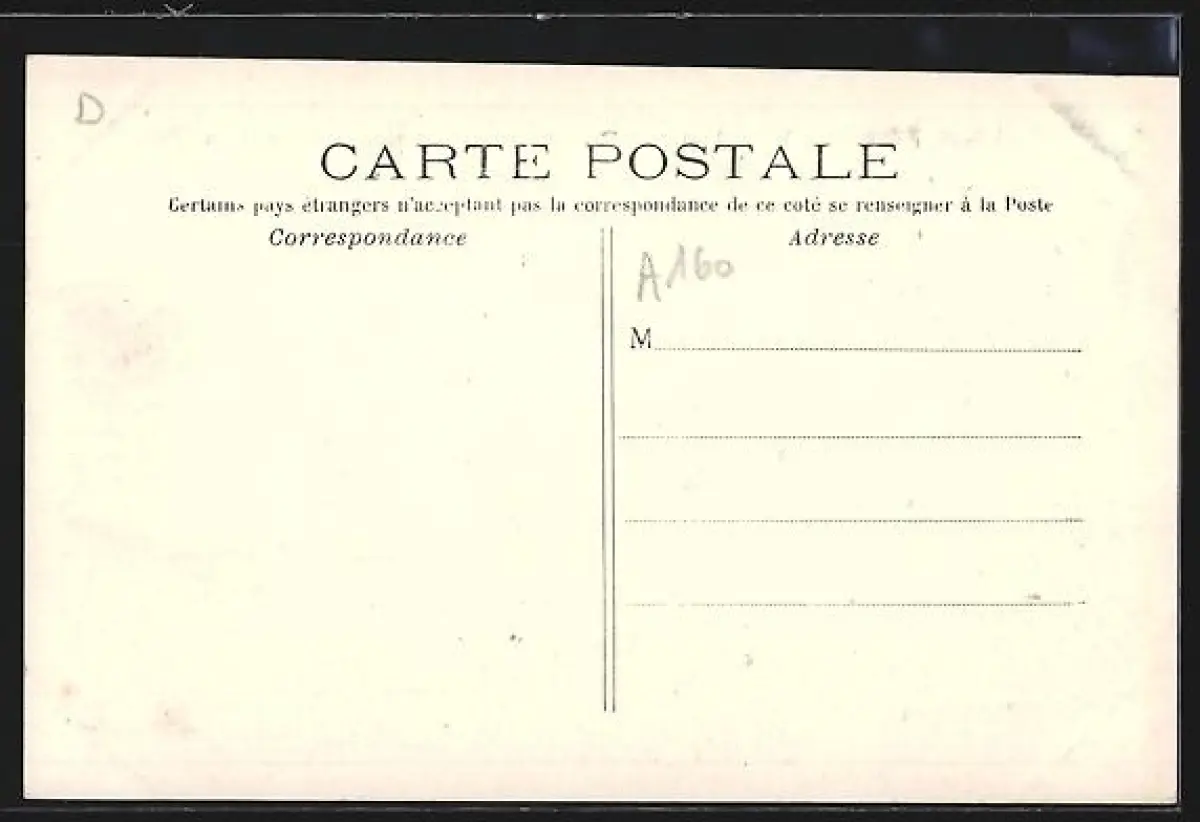 D
CARTE POSTALE
Certains pays étrangers n'acceptant pas la correspondance de ce coté se renseigner á la Poste
Correspondance
Adresse
A160
M